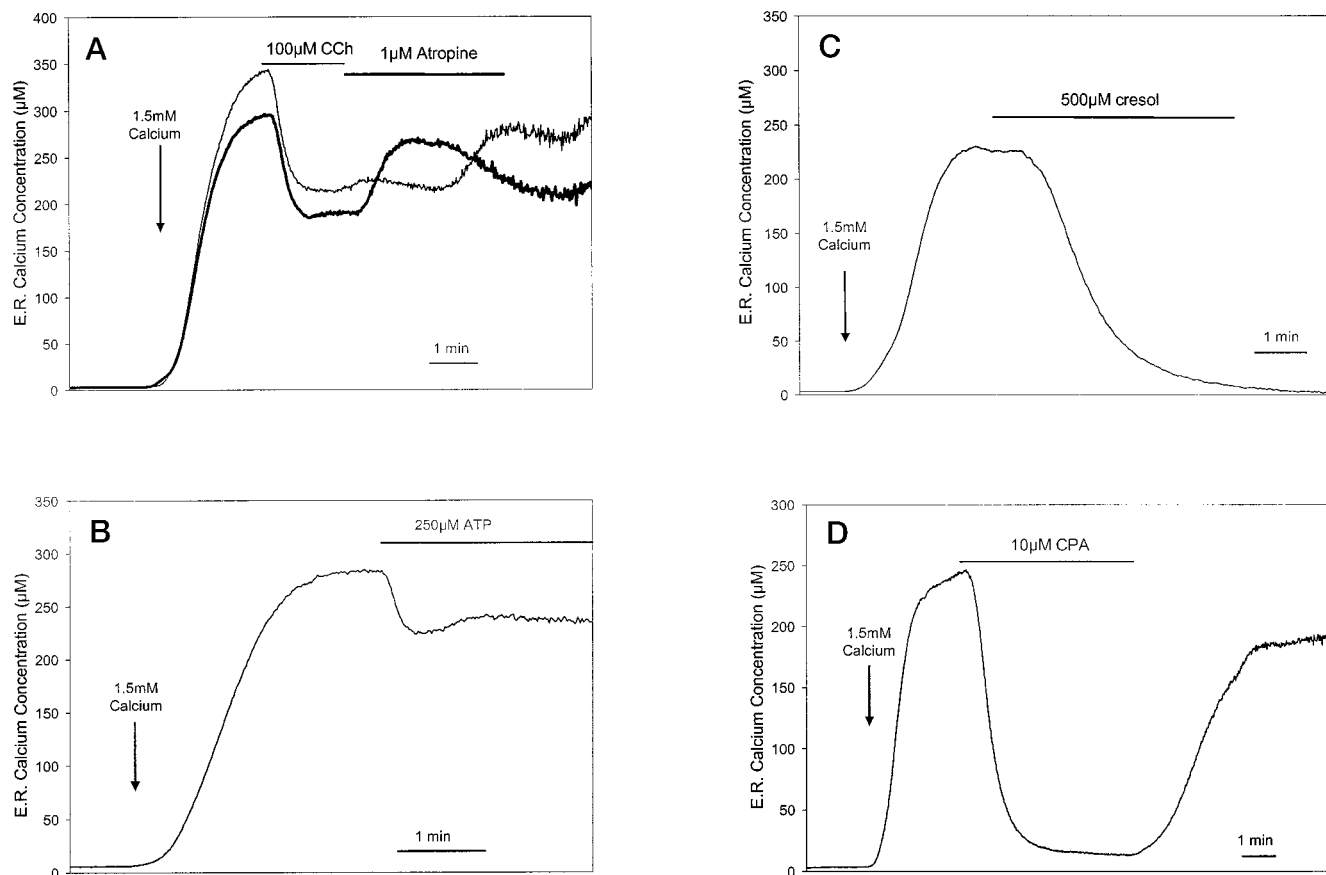 A
E.R. Calcium Concentration (µM)
400
350
300
250
200
150
100
50
0
100µM CCh
1µM Atropine
1.5mM
Calcium
1 min
B
E.R. Calcium Concentration (µM)
350
300
250
200
150
100
50
0
250µM ATP
1.5mM
Calcium
1 min
C
E.R. Calcium Concentration (µM)
350
300
250
200
150
100
50
0
500µM cresol
1.5mM
Calcium
1 min
D
E.R. Calcium Concentration (µM)
300
250
200
150
100
50
0
10µM CPA
1.5mM
Calcium
1 min